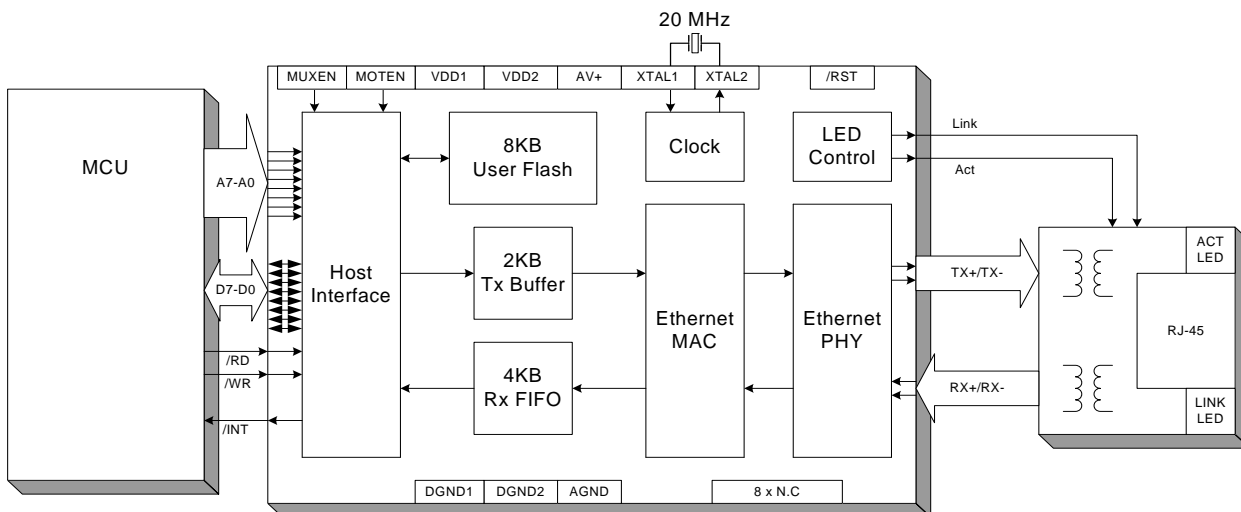 20 MHz
MUXEN MOTEN VDD1 VDD2 AV+ XTAL1 XTAL2 /RST
MCU
A7-A0
D7-D0
/RD
/WR
/INT
Host
Interface
8KB
User Flash
2KB
Tx Buffer
4KB
Rx FIFO
Clock
Ethernet
MAC
LED
Control
Ethernet
PHY
Link
Act
TX+/TX-
RX+/RX-
ACT
LED
RJ-45
LINK
LED
DGND1 DGND2 AGND 8 x N.C